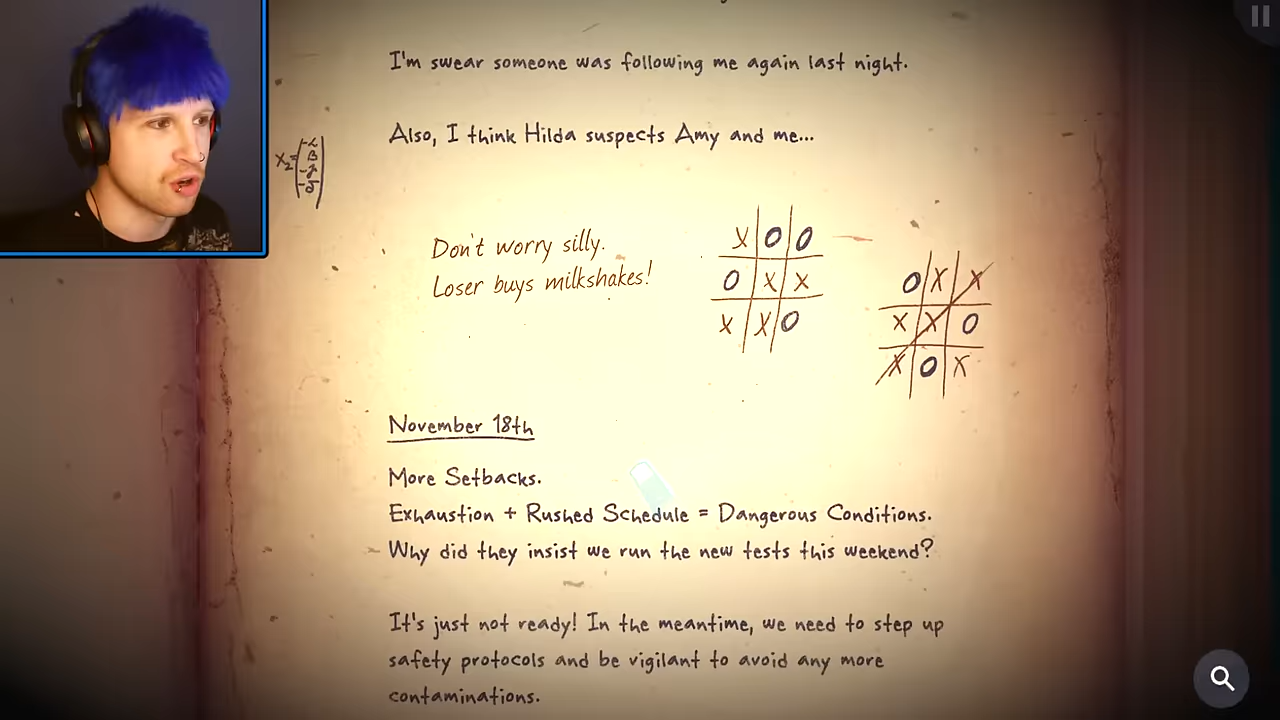 I'm swear someone was following me again last night.
Also, I think Hilda suspects Amy and me...
Don't worry silly.
Loser buys milkshakes!
X O O
O X X
X X O
O X X
X X O
X O X
November 18th
More Setbacks.
Exhaustion + Rushed Schedule = Dangerous Conditions.
Why did they insist we run the new tests this weekend?
It's just not ready! In the meantime, we need to step up
safety protocols and be vigilant to avoid any more
contaminations.